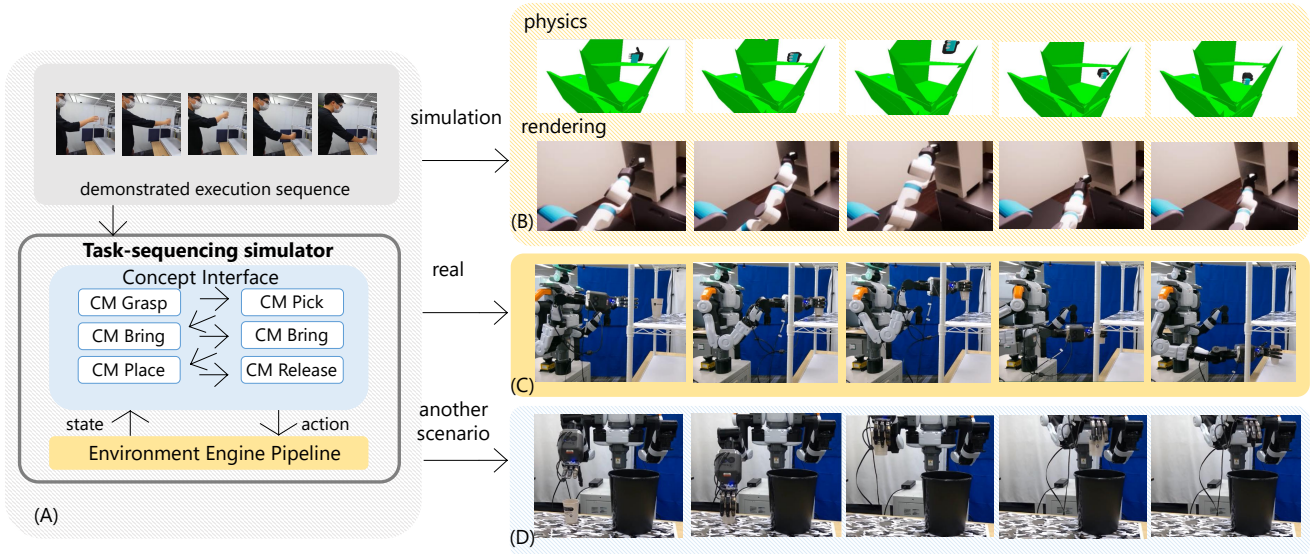 physics
simulation
rendering
(B)
demonstrated execution sequence
Task-sequencing simulator
Concept Interface
CM Grasp
CM Pick
CM Bring
CM Bring
CM Place
CM Release
state
action
Environment Engine Pipeline
(A)
real
(C)
another
scenario
(D)